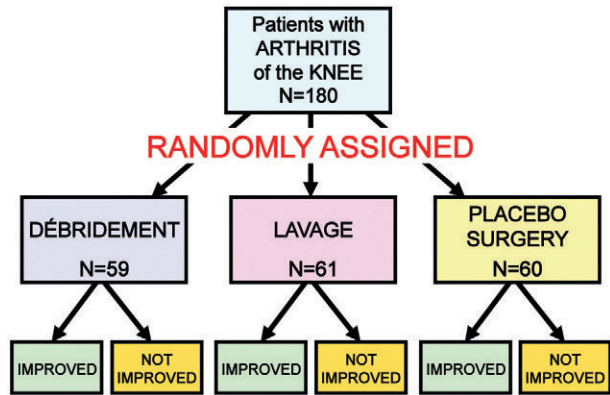 Patients with
ARTHRITIS
of the KNEE
N=180
RANDOMLY ASSIGNED
DÉBRIDEMENT
N=59
LAVAGE
N=61
PLACEBO
SURGERY
N=60
IMPROVED
NOT
IMPROVED
IMPROVED
NOT
IMPROVED
IMPROVED
NOT
IMPROVED